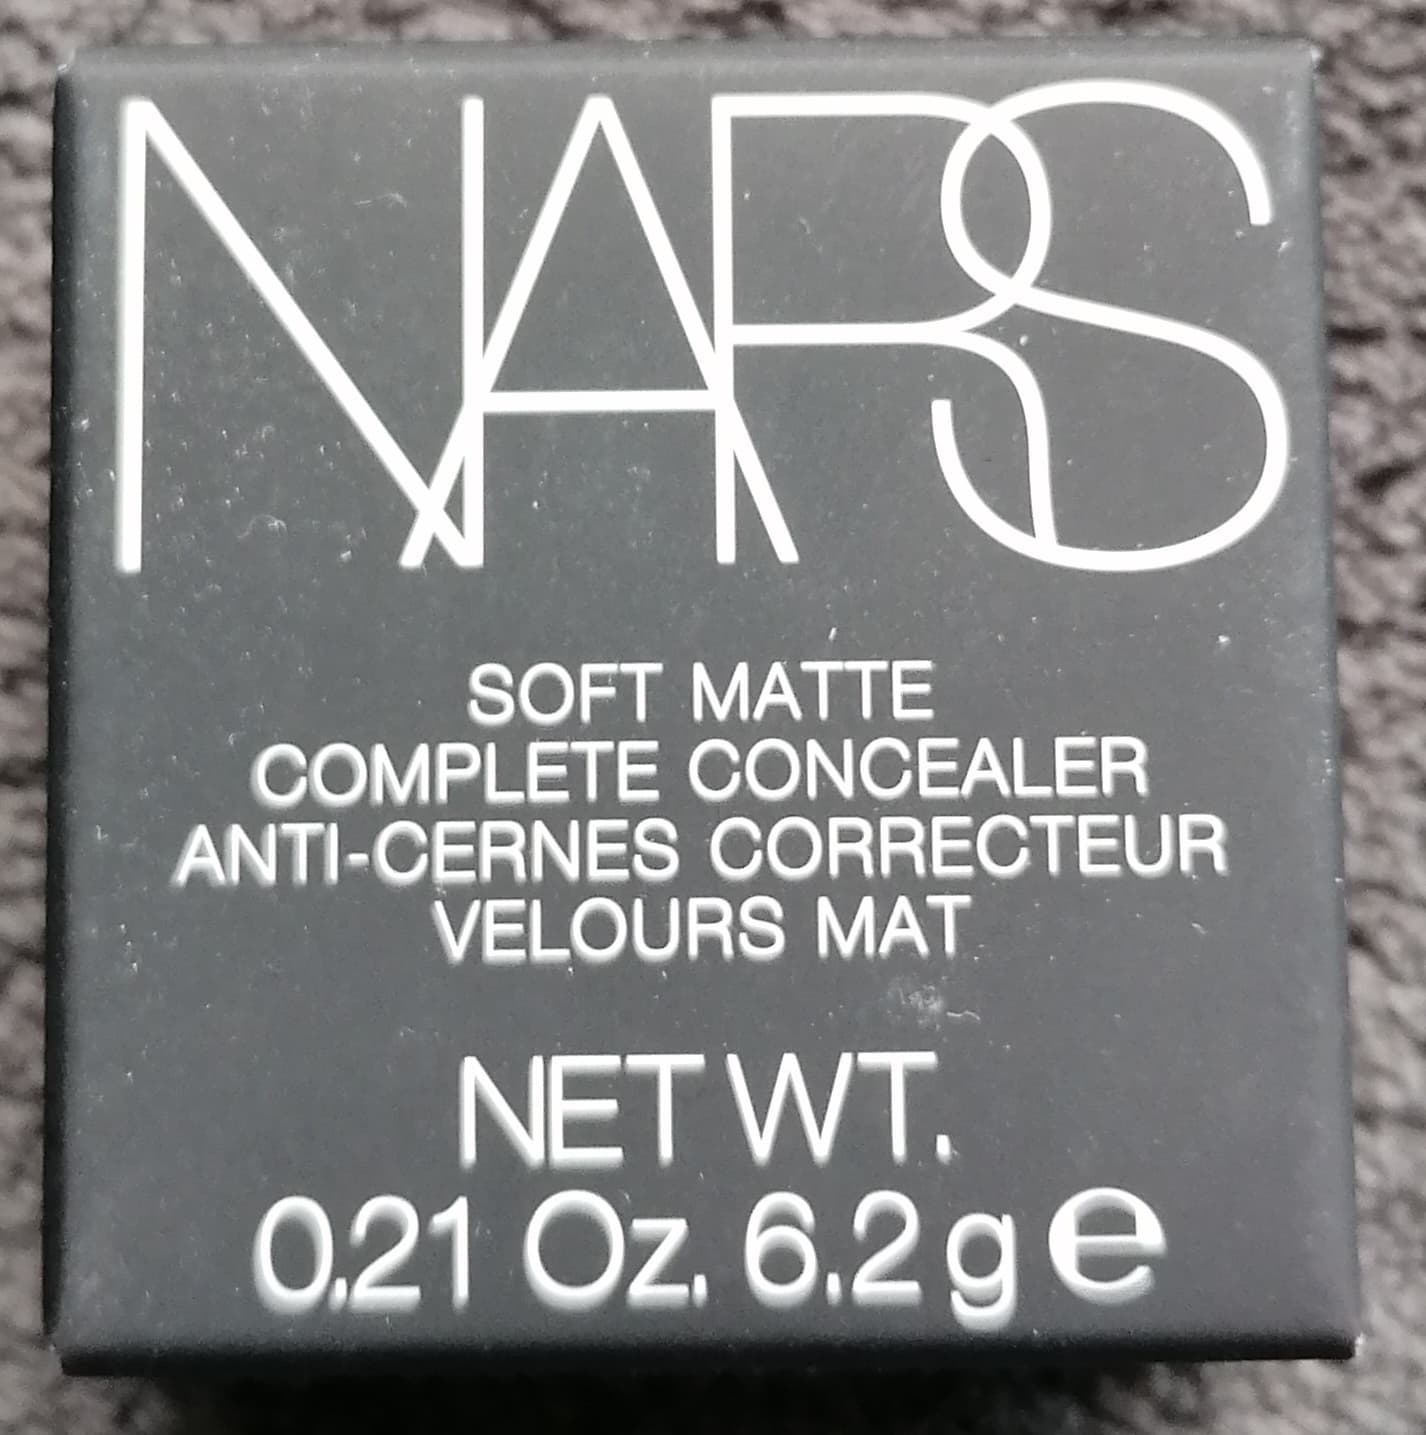 NARS
SOFT MATTE
COMPLETE CONCEALER
ANTI-CERNES CORRECTEUR
VELOURS MAT
NET WT.
0.21 Oz. 6.2 g e